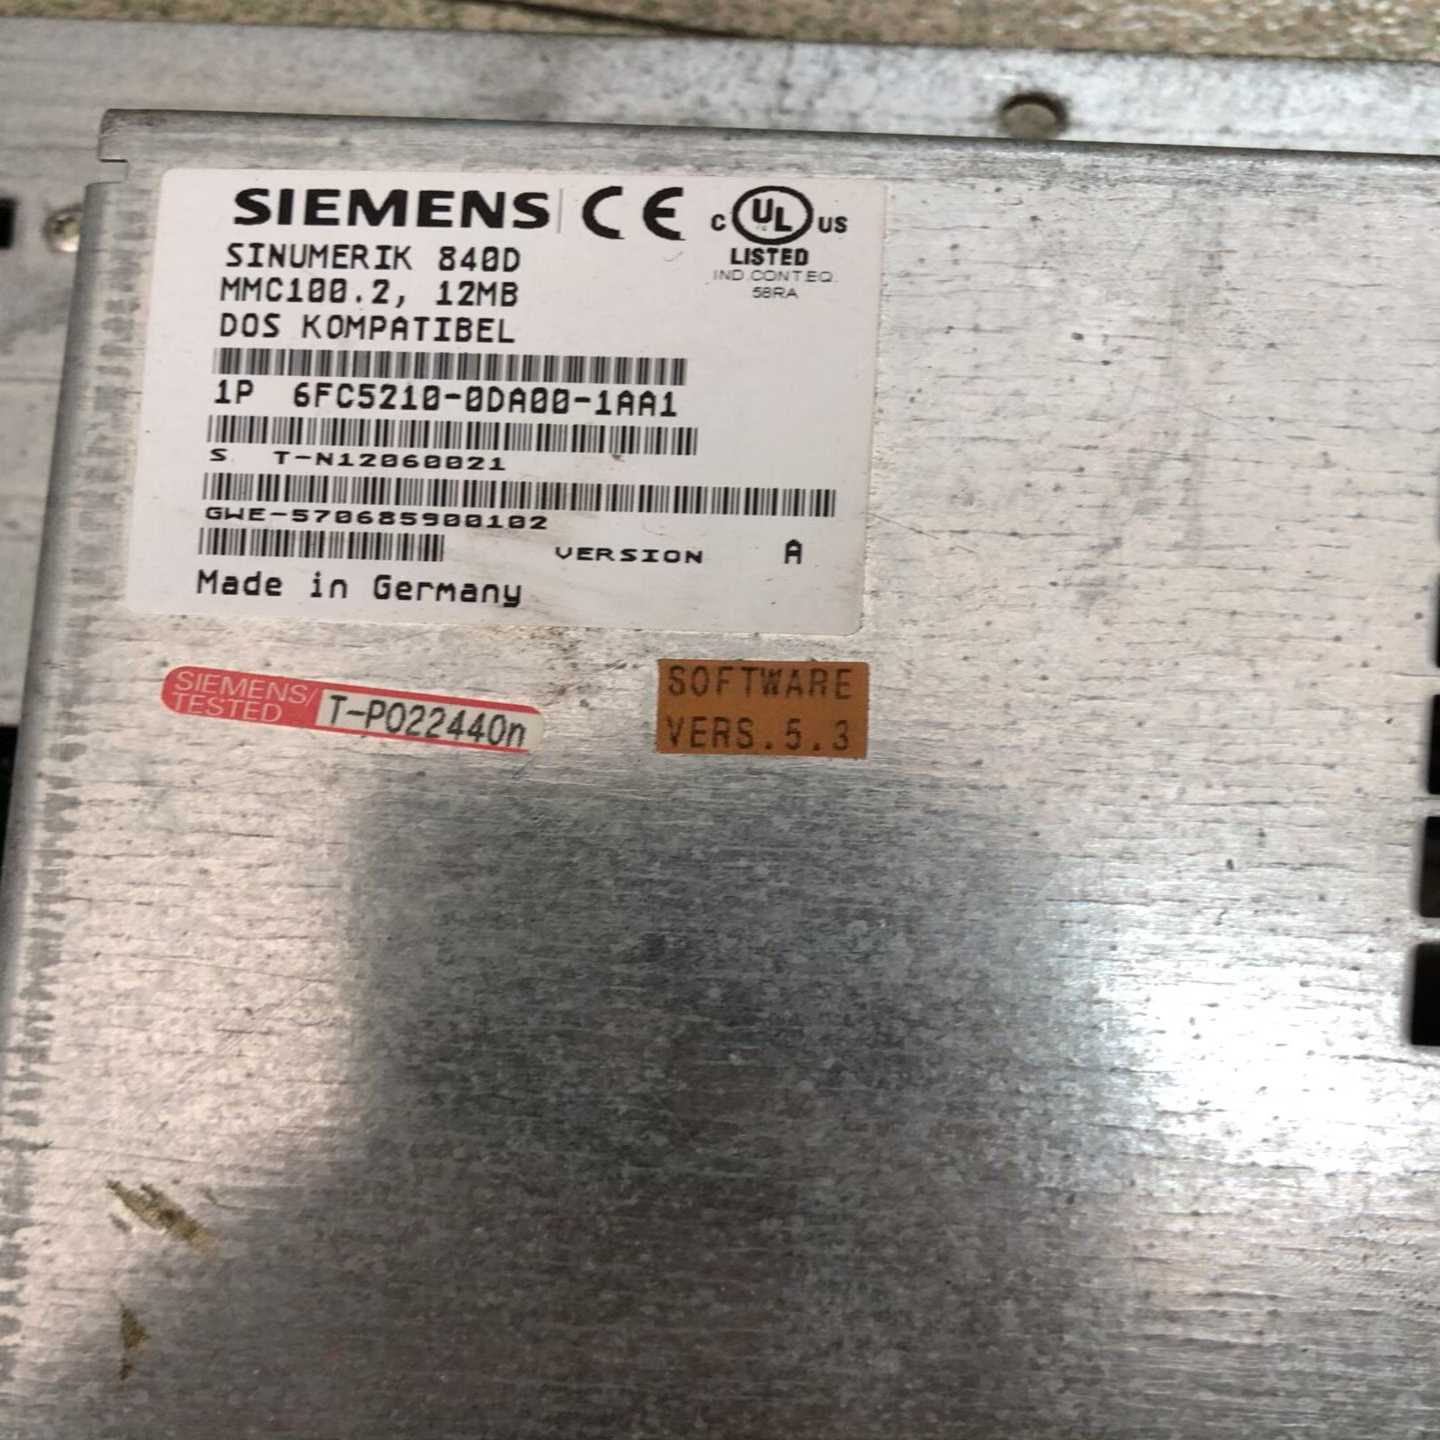 SIEMENS CE
C UL US
LISTED
IND.CONT.EQ.
58RA
SINUMERIK 840D
MMC100.2, 12MB
DOS KOMPATIBEL
1P 6FC5210-0DA00-1AA1
S T-N12060021
GWE-570685900102
VERSION A
Made in Germany
SIEMENS/
TESTED
T-P022440n
SOFTWARE
VERS.5.3